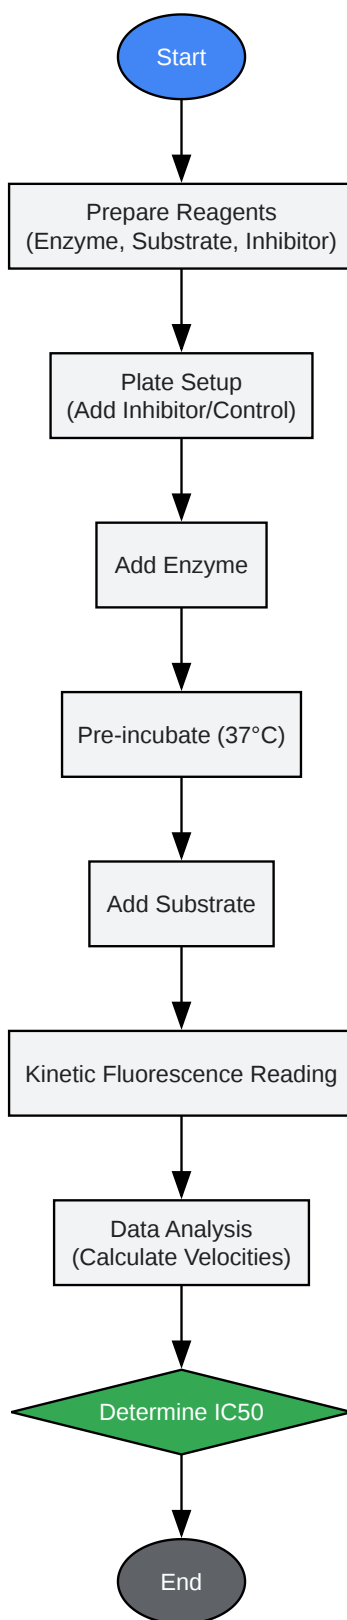 Start
Prepare Reagents
(Enzyme, Substrate, Inhibitor)
Plate Setup
(Add Inhibitor/Control)
Add Enzyme
Pre-incubate (37°C)
Add Substrate
Kinetic Fluorescence Reading
Data Analysis
(Calculate Velocities)
Determine IC50
End